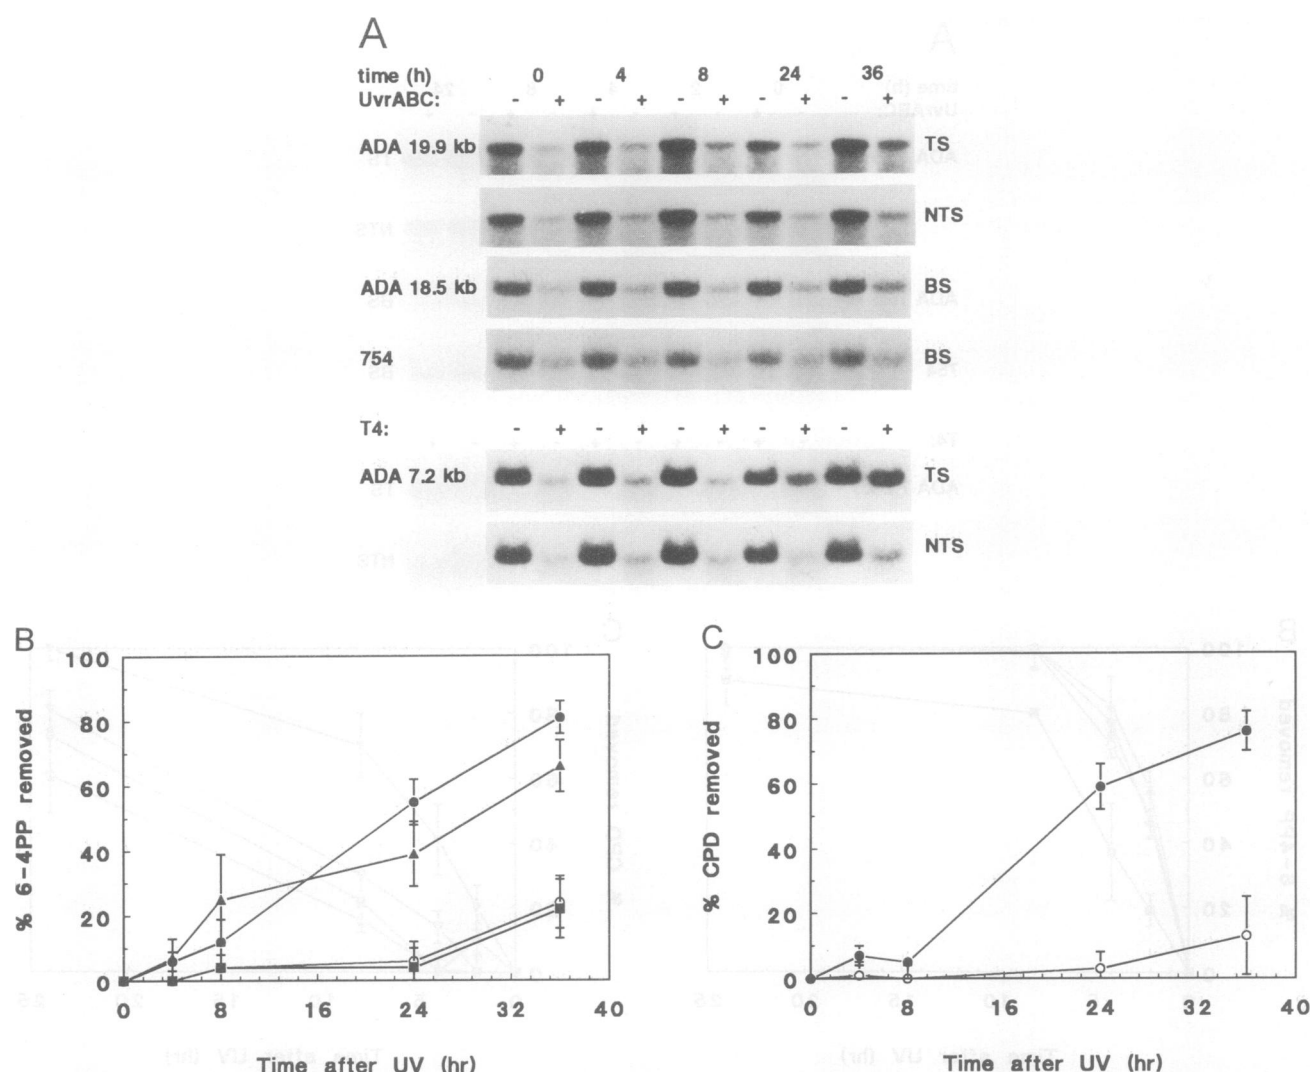 A
time (h) 0 4 8 24 36
UvrABC: - + - + - + - + - +
ADA 19.9 kb TS
NTS
ADA 18.5 kb BS
754 BS
T4: - + - + - + - + - +
ADA 7.2 kb TS
NTS
B
% 6-4PP removed
100
80
60
40
20
0
0 8 16 24 32 40
Time after UV (hr)
C
% CPD removed
100
80
60
40
20
0
0 8 16 24 32 40
Time after UV (hr)